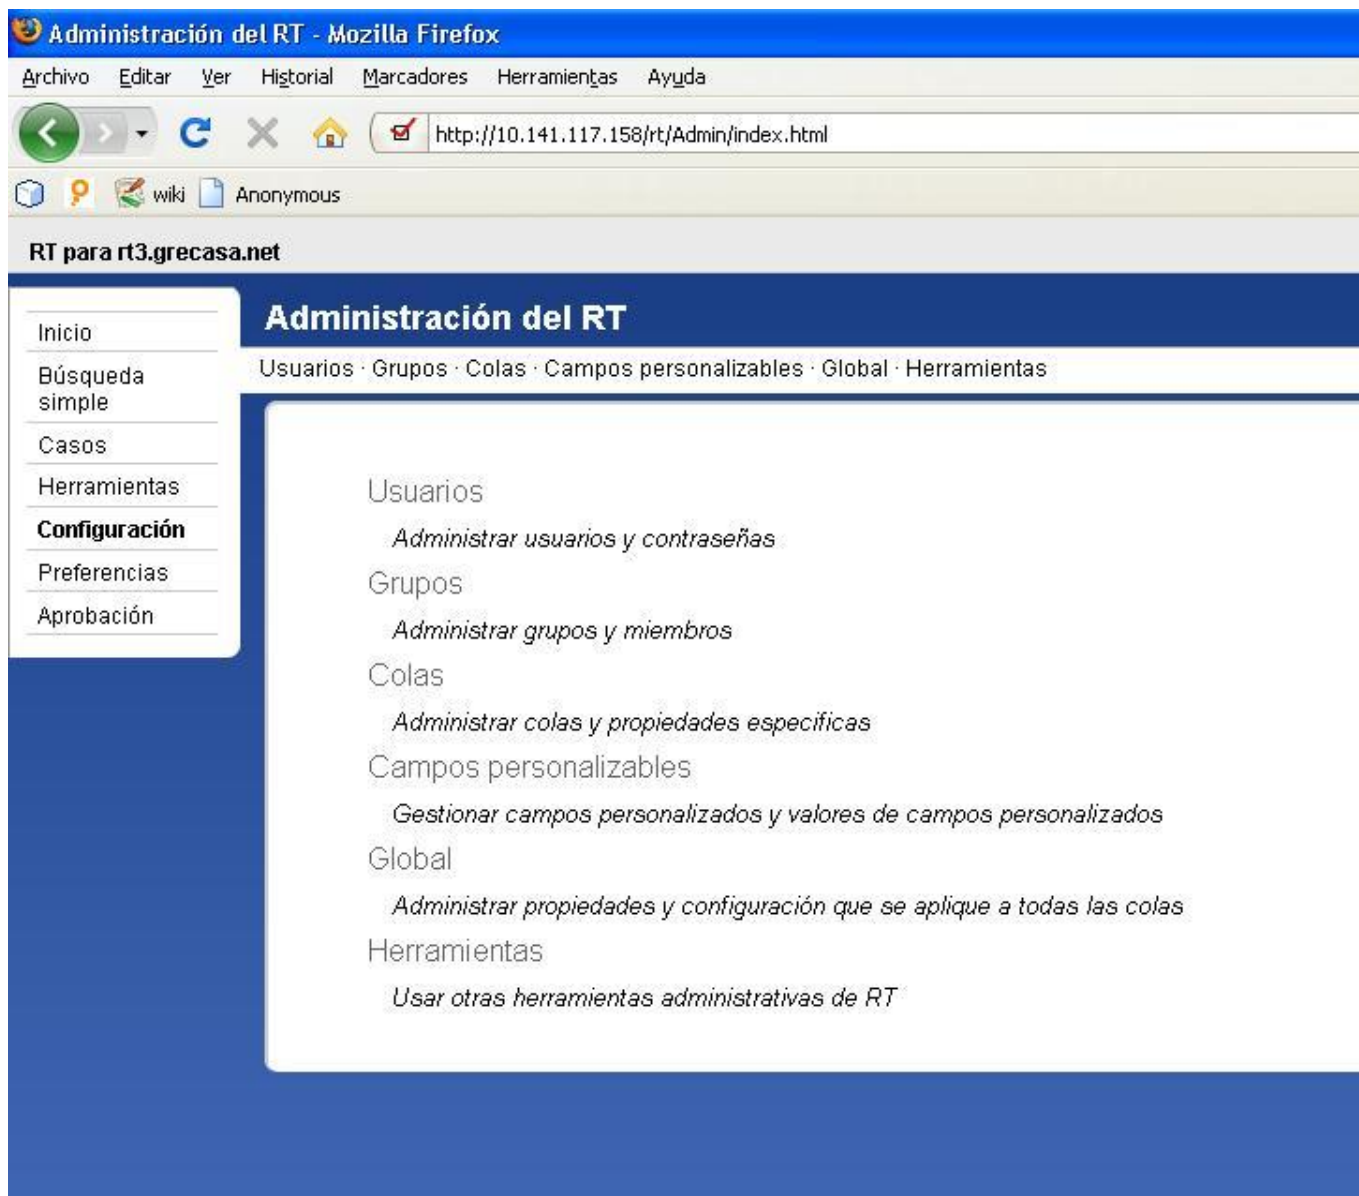 Administración del RT - Mozilla Firefox
Archivo Editar Ver Historial Marcadores Herramientas Ayuda
http://10.141.117.158/rt/Admin/index.html
wiki Anonymous
RT para rt3.grecasa.net
Administración del RT
Usuarios · Grupos · Colas · Campos personalizables · Global · Herramientas
Inicio
Búsqueda
simple
Casos
Herramientas
Configuración
Preferencias
Aprobación
Usuarios
Administrar usuarios y contraseñas
Grupos
Administrar grupos y miembros
Colas
Administrar colas y propiedades específicas
Campos personalizables
Gestionar campos personalizados y valores de campos personalizados
Global
Administrar propiedades y configuración que se aplique a todas las colas
Herramientas
Usar otras herramientas administrativas de RT